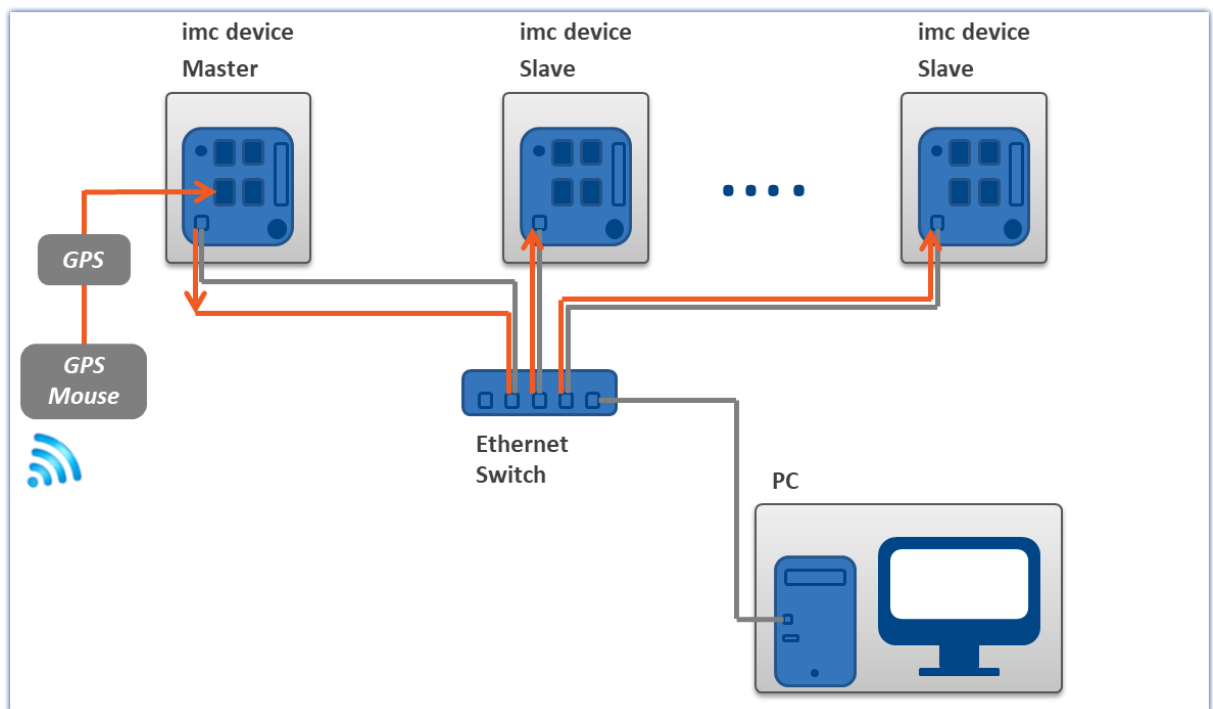 imc device
Master
imc device
Slave
imc device
Slave
GPS
GPS
Mouse
Ethernet
Switch
PC